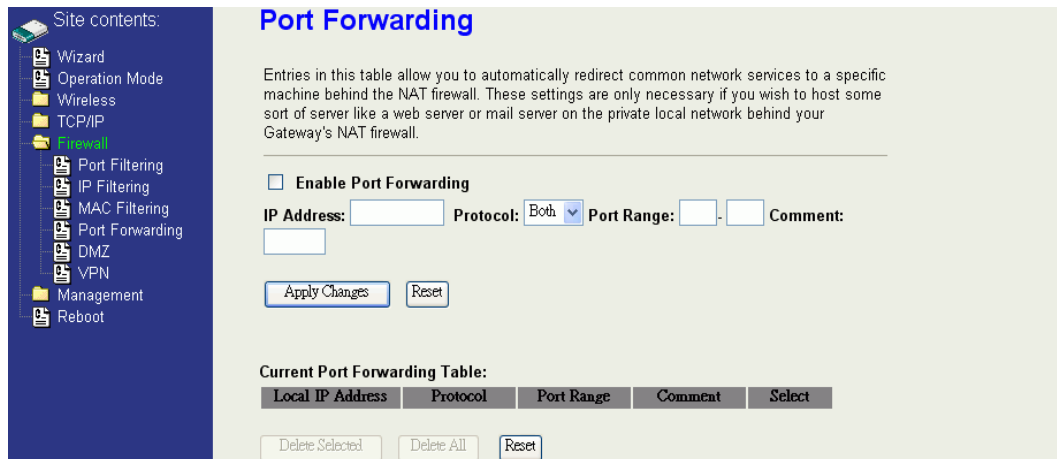 Site contents:
Wizard
Operation Mode
Wireless
TCP/IP
Firewall
Port Filtering
IP Filtering
MAC Filtering
Port Forwarding
DMZ
VPN
Management
Reboot
Port Forwarding
Entries in this table allow you to automatically redirect common network services to a specific
machine behind the NAT firewall. These settings are only necessary if you wish to host some
sort of server like a web server or mail server on the private local network behind your
Gateway's NAT firewall.
Enable Port Forwarding
IP Address: Protocol: Both Port Range: - Comment:
Apply Changes Reset
Current Port Forwarding Table:
Local IP Address Protocol Port Range Comment Select
Delete Selected Delete All Reset